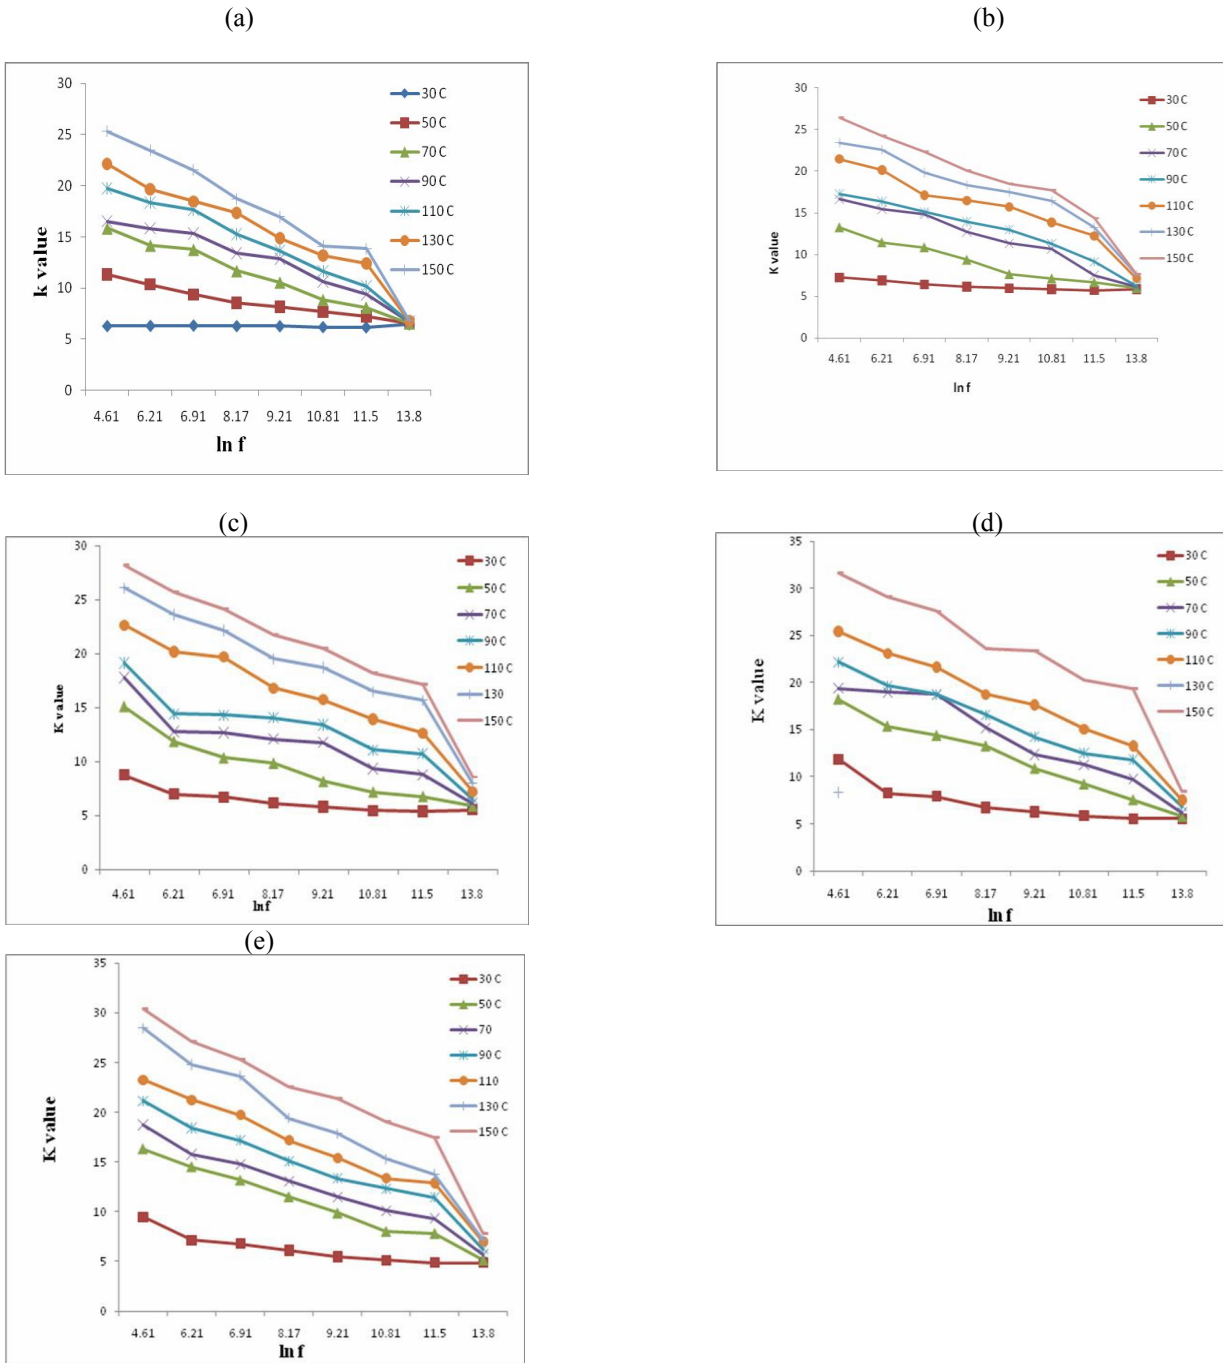 (a)
30
25
20
15
10
5
0
k value
4.61 6.21 6.91 8.17 9.21 10.81 11.5 13.8
ln f
30 C
50 C
70 C
90 C
110 C
130 C
150 C
(b)
30
25
20
15
10
5
0
K value
4.61 6.21 6.91 8.17 9.21 10.81 11.5 13.8
ln f
30 C
50 C
70 C
90 C
110 C
130 C
150 C
(c)
30
25
20
15
10
5
0
K value
4.61 6.21 6.91 8.17 9.21 10.81 11.5 13.8
lnf
30 C
50 C
70 C
90 C
110 C
130
150 C
(d)
35
30
25
20
15
10
5
0
K value
4.61 6.21 6.91 8.17 9.21 10.81 11.5 13.8
ln f
30 C
50 C
70 C
90 C
110 C
130 C
150 C
(e)
35
30
25
20
15
10
5
0
K value
4.61 6.21 6.91 8.17 9.21 10.81 11.5 13.8
ln f
30 C
50 C
70
90 C
110
130 C
150 C